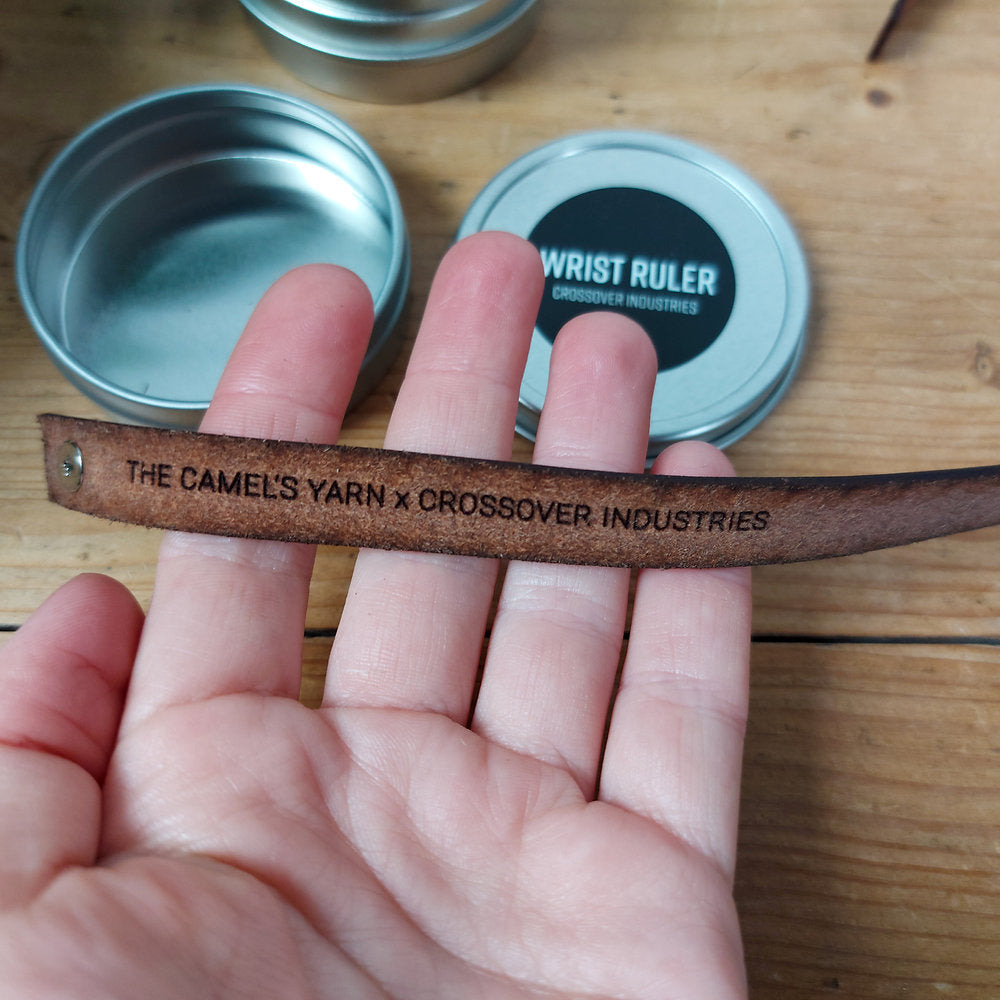 WRIST RULER
CROSSOVER INDUSTRIES
THE CAMEL'S YARN x CROSSOVER INDUSTRIES